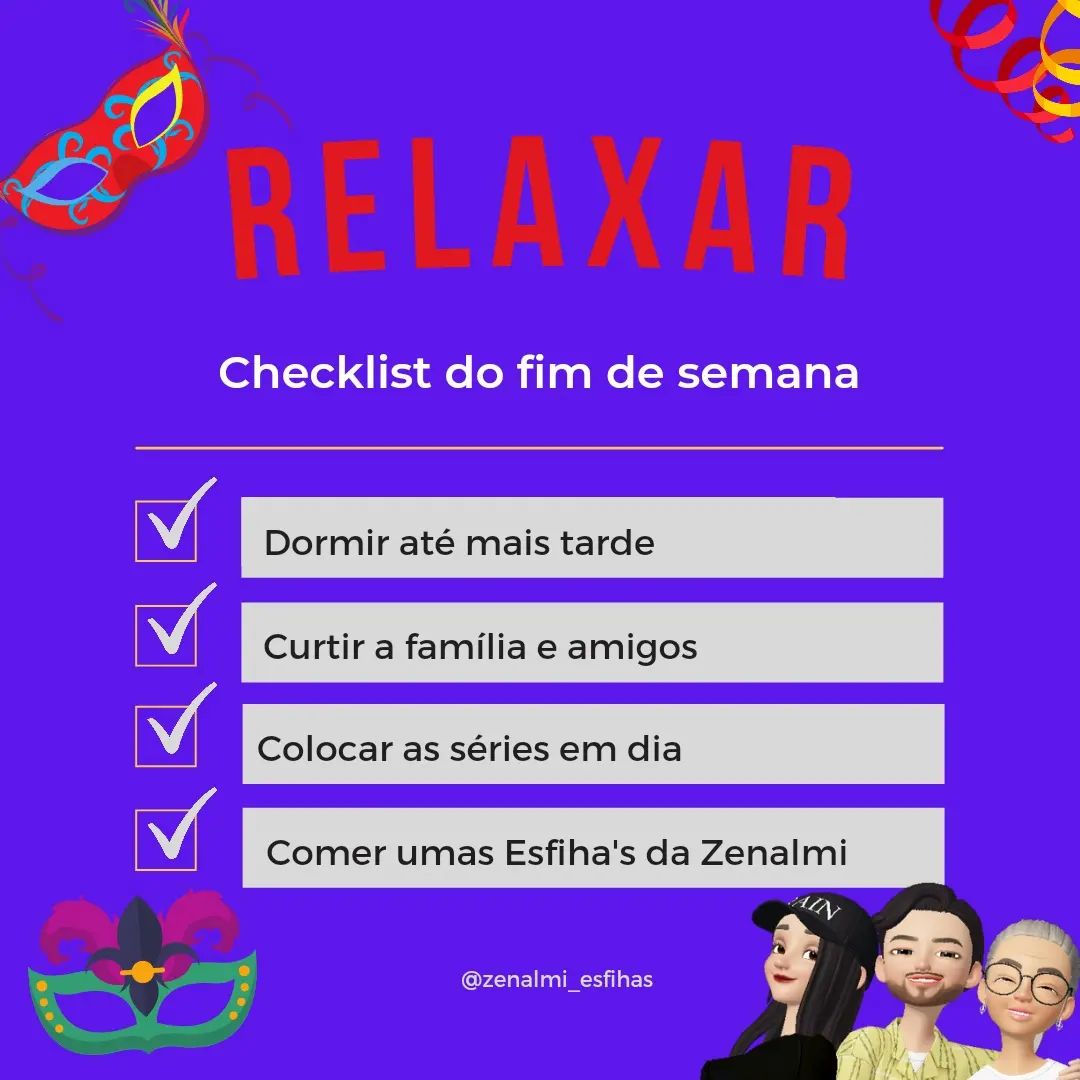 RELAXAR
Checklist do fim de semana
Dormir até mais tarde
Curtir a família e amigos
Colocar as séries em dia
Comer umas Esfiha's da Zenalmi
@zenalmi_esfihas